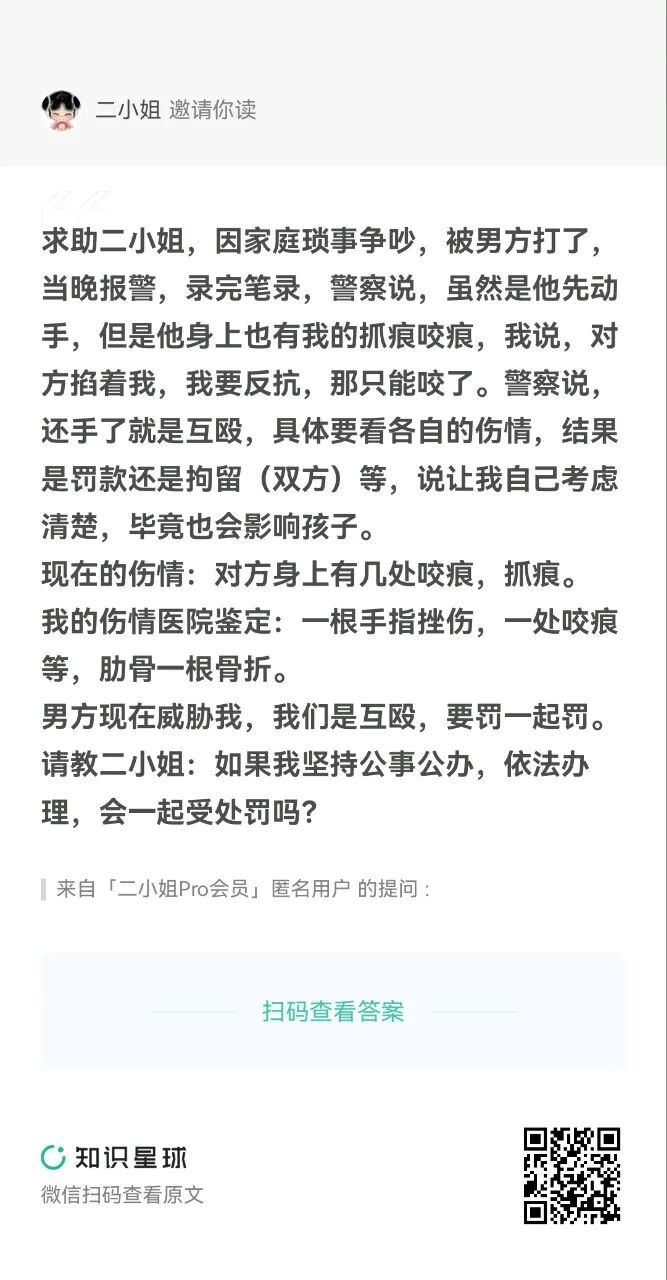 二小姐 邀请你读
求助二小姐，因家庭琐事争吵，被男方打了，
当晚报警，录完笔录，警察说，虽然是他先动
手，但是他身上也有我的抓痕咬痕，我说，对
方掐着我，我要反抗，那只能咬了。警察说，
还手了就是互殴，具体要看各自的伤情，结果
是罚款还是拘留（双方）等，说让我自己考虑
清楚，毕竟也会影响孩子。
现在的伤情：对方身上有几处咬痕，抓痕。
我的伤情医院鉴定：一根手指挫伤，一处咬痕
等，肋骨一根骨折。
男方现在威胁我，我们是互殴，要罚一起罚。
请教二小姐：如果我坚持公事公办，依法办
理，会一起受处罚吗？
来自「二小姐Pro会员」匿名用户 的提问：
扫码查看答案
知识星球
微信扫码查看原文